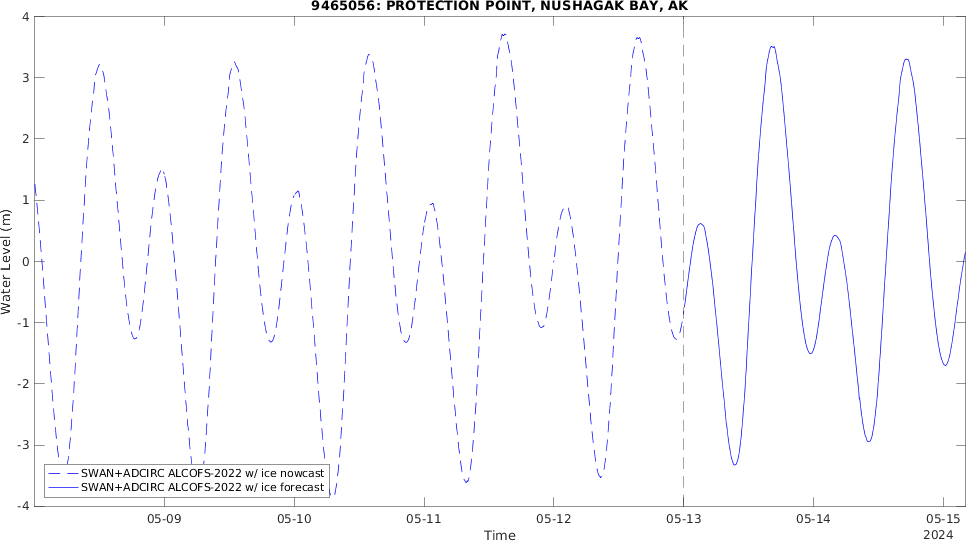 9465056: PROTECTION POINT, NUSHAGAK BAY, AK
4
3
2
1
0
-1
-2
-3
-4
Water Level (m)
SWAN+ADCIRC ALCOFS-2022 w/ ice nowcast
SWAN+ADCIRC ALCOFS-2022 w/ ice forecast
05-09 05-10 05-11 05-12 05-13 05-14 05-15
Time
2024